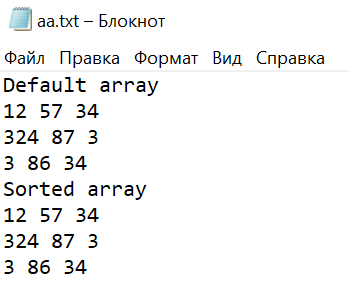 aa.txt – Блокнот
Файл Правка Формат Вид Справка
Default array
12 57 34
324 87 3
3 86 34
Sorted array
12 57 34
324 87 3
3 86 34